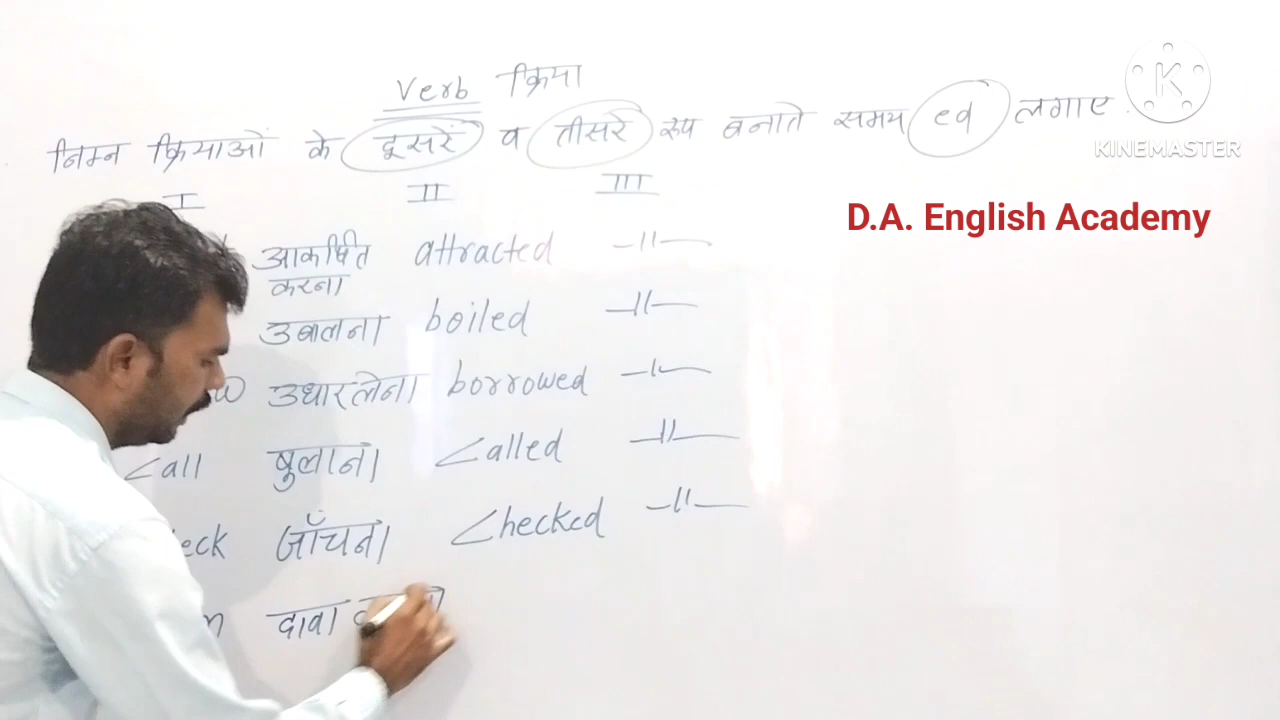 Verb क्रिया
निम्न क्रियाओं के दूसरें व तीसरे रूप बनाते समय ed लगाए.
KINEMASTER
I II III
D.A. English Academy
आकर्षित करना attracted -"-
उबालना boiled -"-
उधार लेना borrowed -"-
Call बुलाना Called -"-
जाँचना Checked -"-
दावा